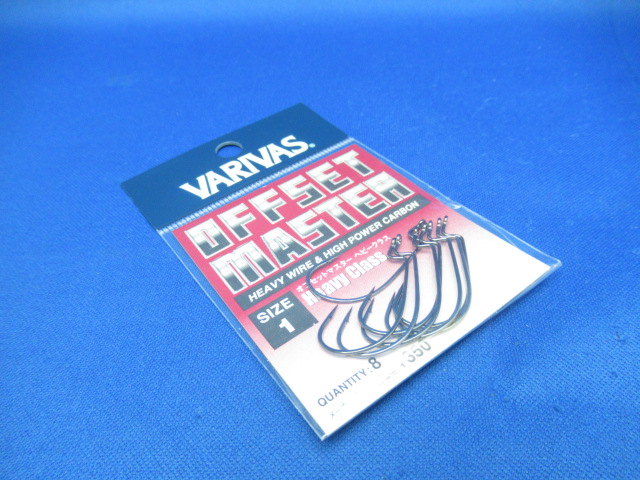 VARIVAS®
OFFSET
MASTER
HEAVY WIRE & HIGH POWER CARBON
オフセットマスター ヘビークラス
Heavy Class
SIZE
1
QUANTITY:8
350